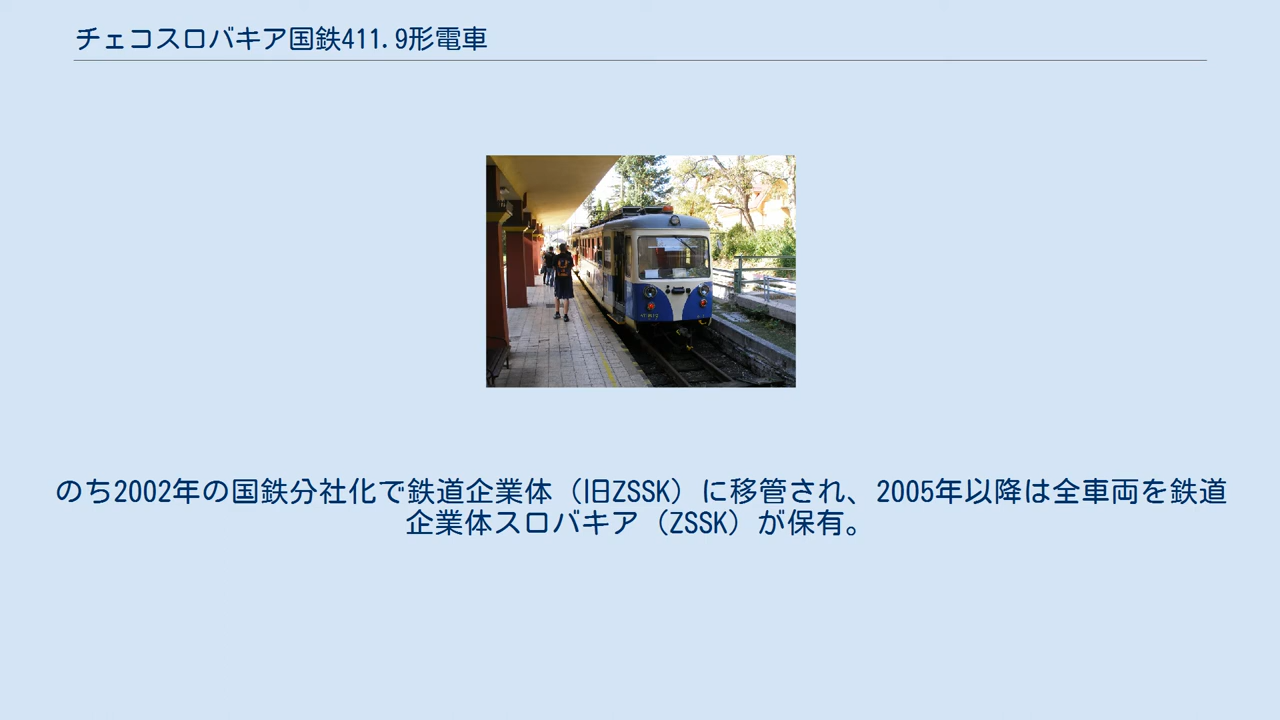 チェコスロバキア国鉄411.9形電車
のち2002年の国鉄分社化で鉄道企業体（旧ZSSK）に移管され、2005年以降は全車両を鉄道
企業体スロバキア（ZSSK）が保有。